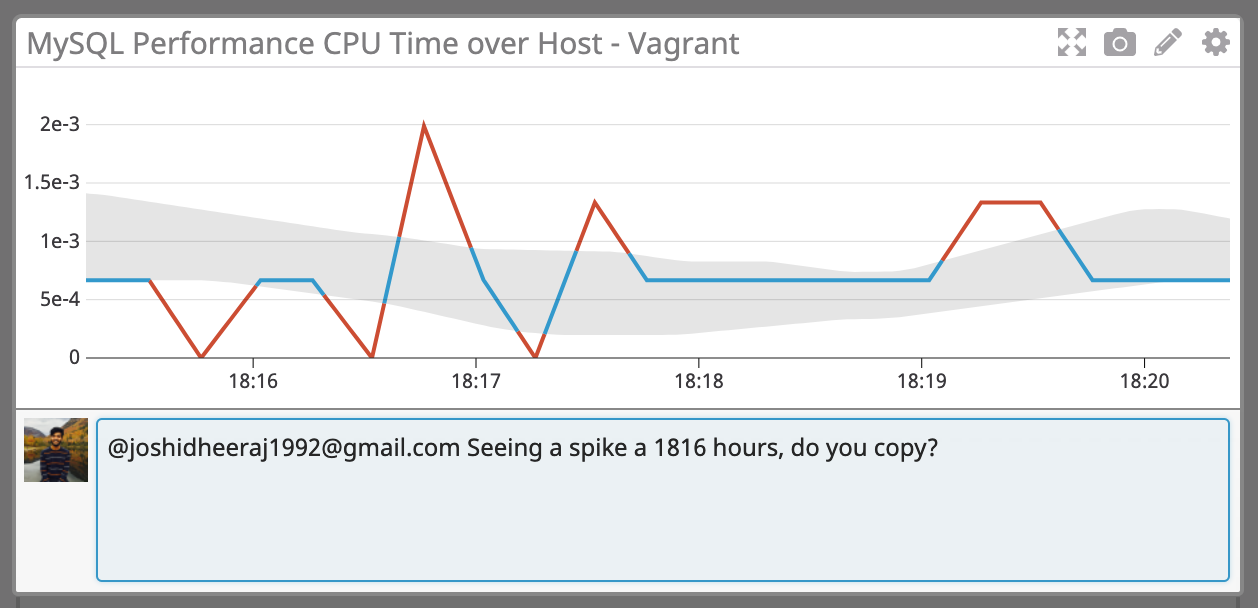 MySQL Performance CPU Time over Host - Vagrant
2e-3
1.5e-3
1e-3
5e-4
0
18:16 18:17 18:18 18:19 18:20
@joshidheeraj1992@gmail.com Seeing a spike a 1816 hours, do you copy?